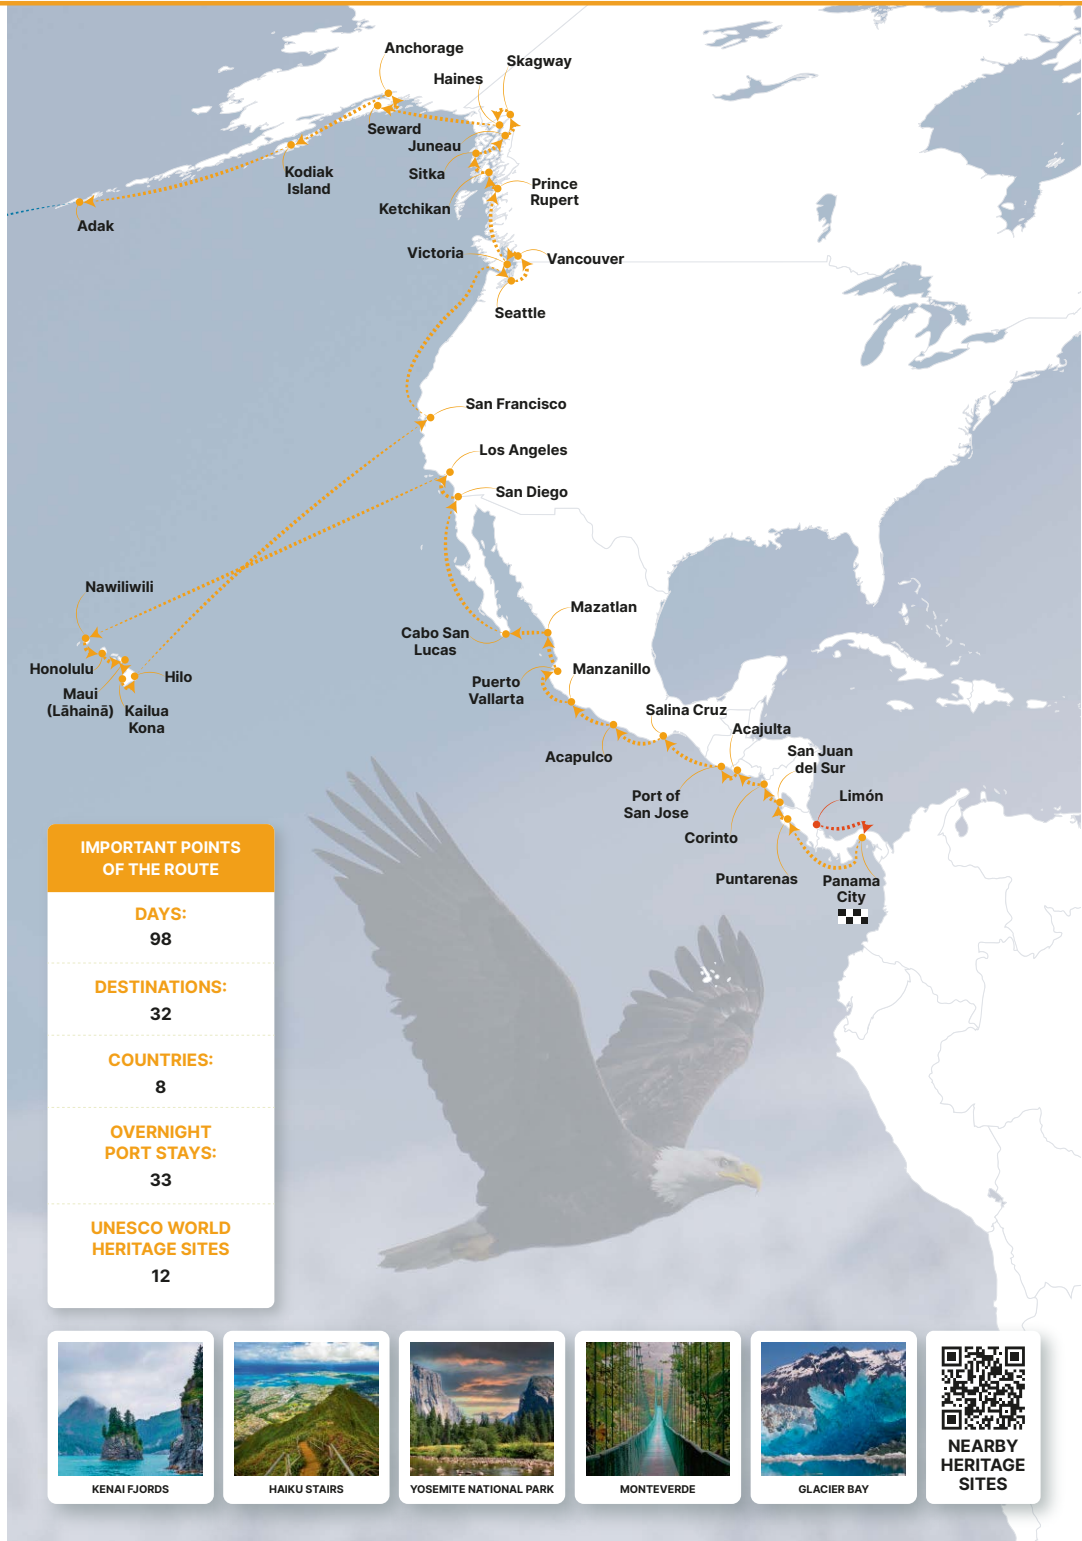 Anchorage
Skagway
Haines
Seward
Juneau
Kodiak
Island
Sitka
Prince
Rupert
Ketchikan
Adak
Victoria
Vancouver
Seattle
San Francisco
Los Angeles
San Diego
Nawiliwili
Mazatlan
Cabo San
Lucas
Honolulu
Hilo
Maui
(Lāhainā)
Kailua
Kona
Puerto
Vallarta
Manzanillo
Salina Cruz
Acajulta
Acapulco
San Juan
del Sur
Port of
San Jose
Limón
Corinto
Puntarenas
Panama
City
IMPORTANT POINTS
OF THE ROUTE
DAYS:
98
DESTINATIONS:
32
COUNTRIES:
8
OVERNIGHT
PORT STAYS:
33
UNESCO WORLD
HERITAGE SITES
12
KENAI FJORDS
HAIKU STAIRS
YOSEMITE NATIONAL PARK
MONTEVERDE
GLACIER BAY
NEARBY
HERITAGE
SITES